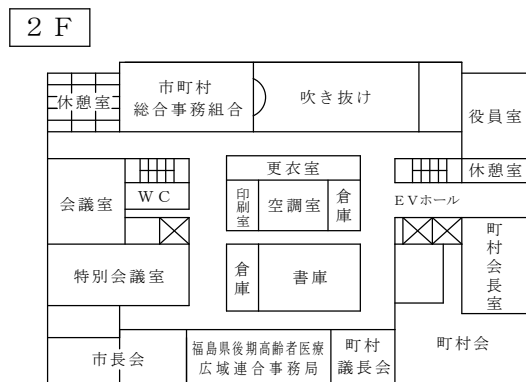 2F
休憩室
市町村
総合事務組合
吹き抜け
役員室
休憩室
更衣室
会議室
WC
印刷室
空調室
倉庫
EVホール
町村会長室
特別会議室
倉庫
書庫
市長会
福島県後期高齢者医療
広域連合事務局
町村
議長会
町村会